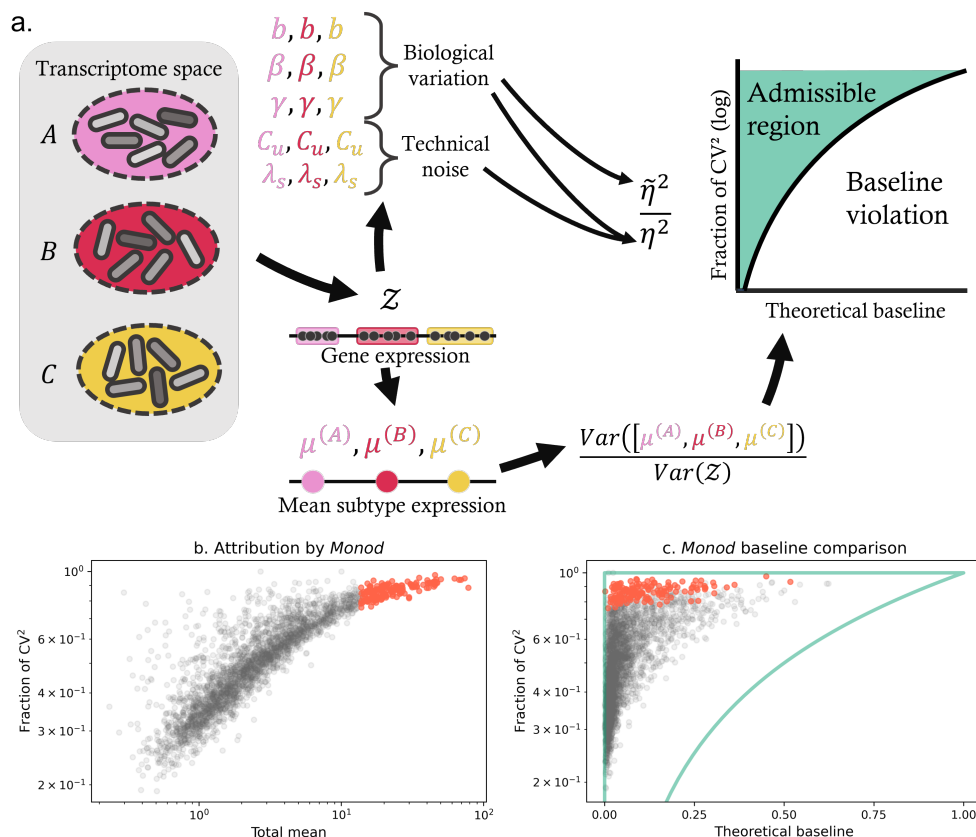 a.
Transcriptome space
A
B
C
b, b, b
β, β, β
γ, γ, γ
C_u, C_u, C_u
λ_s, λ_s, λ_s
Biological
variation
Technical
noise
η̃²
η²
𝒵
Gene expression
μ^(A), μ^(B), μ^(C)
Mean subtype expression
Var([μ^(A), μ^(B), μ^(C)])
Var(𝒵)
Fraction of CV² (log)
Admissible
region
Baseline
violation
Theoretical baseline
b. Attribution by Monod
Fraction of CV²
10⁰
6 × 10⁻¹
4 × 10⁻¹
3 × 10⁻¹
2 × 10⁻¹
10⁰
10¹
10²
Total mean
c. Monod baseline comparison
Fraction of CV²
10⁰
6 × 10⁻¹
4 × 10⁻¹
3 × 10⁻¹
2 × 10⁻¹
0.00
0.25
0.50
0.75
1.00
Theoretical baseline